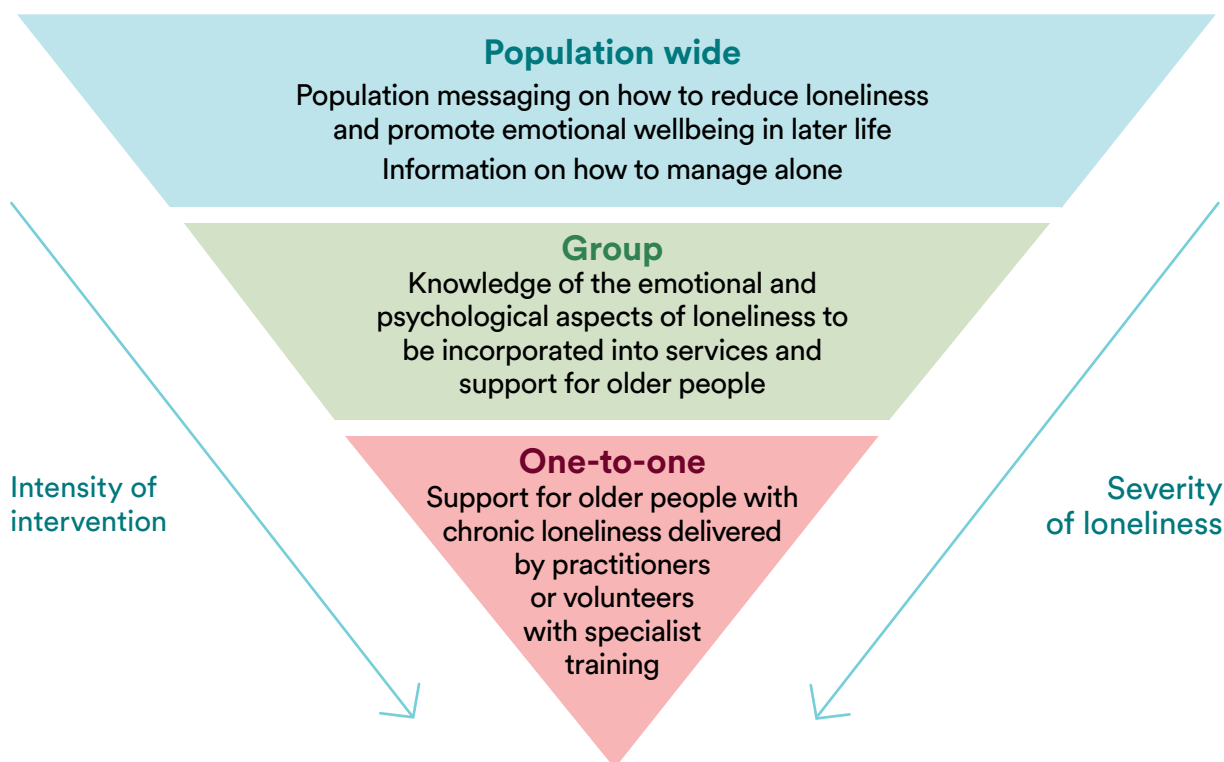 Population wide
Population messaging on how to reduce loneliness
and promote emotional wellbeing in later life
Information on how to manage alone
Group
Knowledge of the emotional and
psychological aspects of loneliness to
be incorporated into services and
support for older people
One-to-one
Support for older people with
chronic loneliness delivered
by practitioners
or volunteers
with specialist
training
Intensity of
intervention
Severity
of loneliness